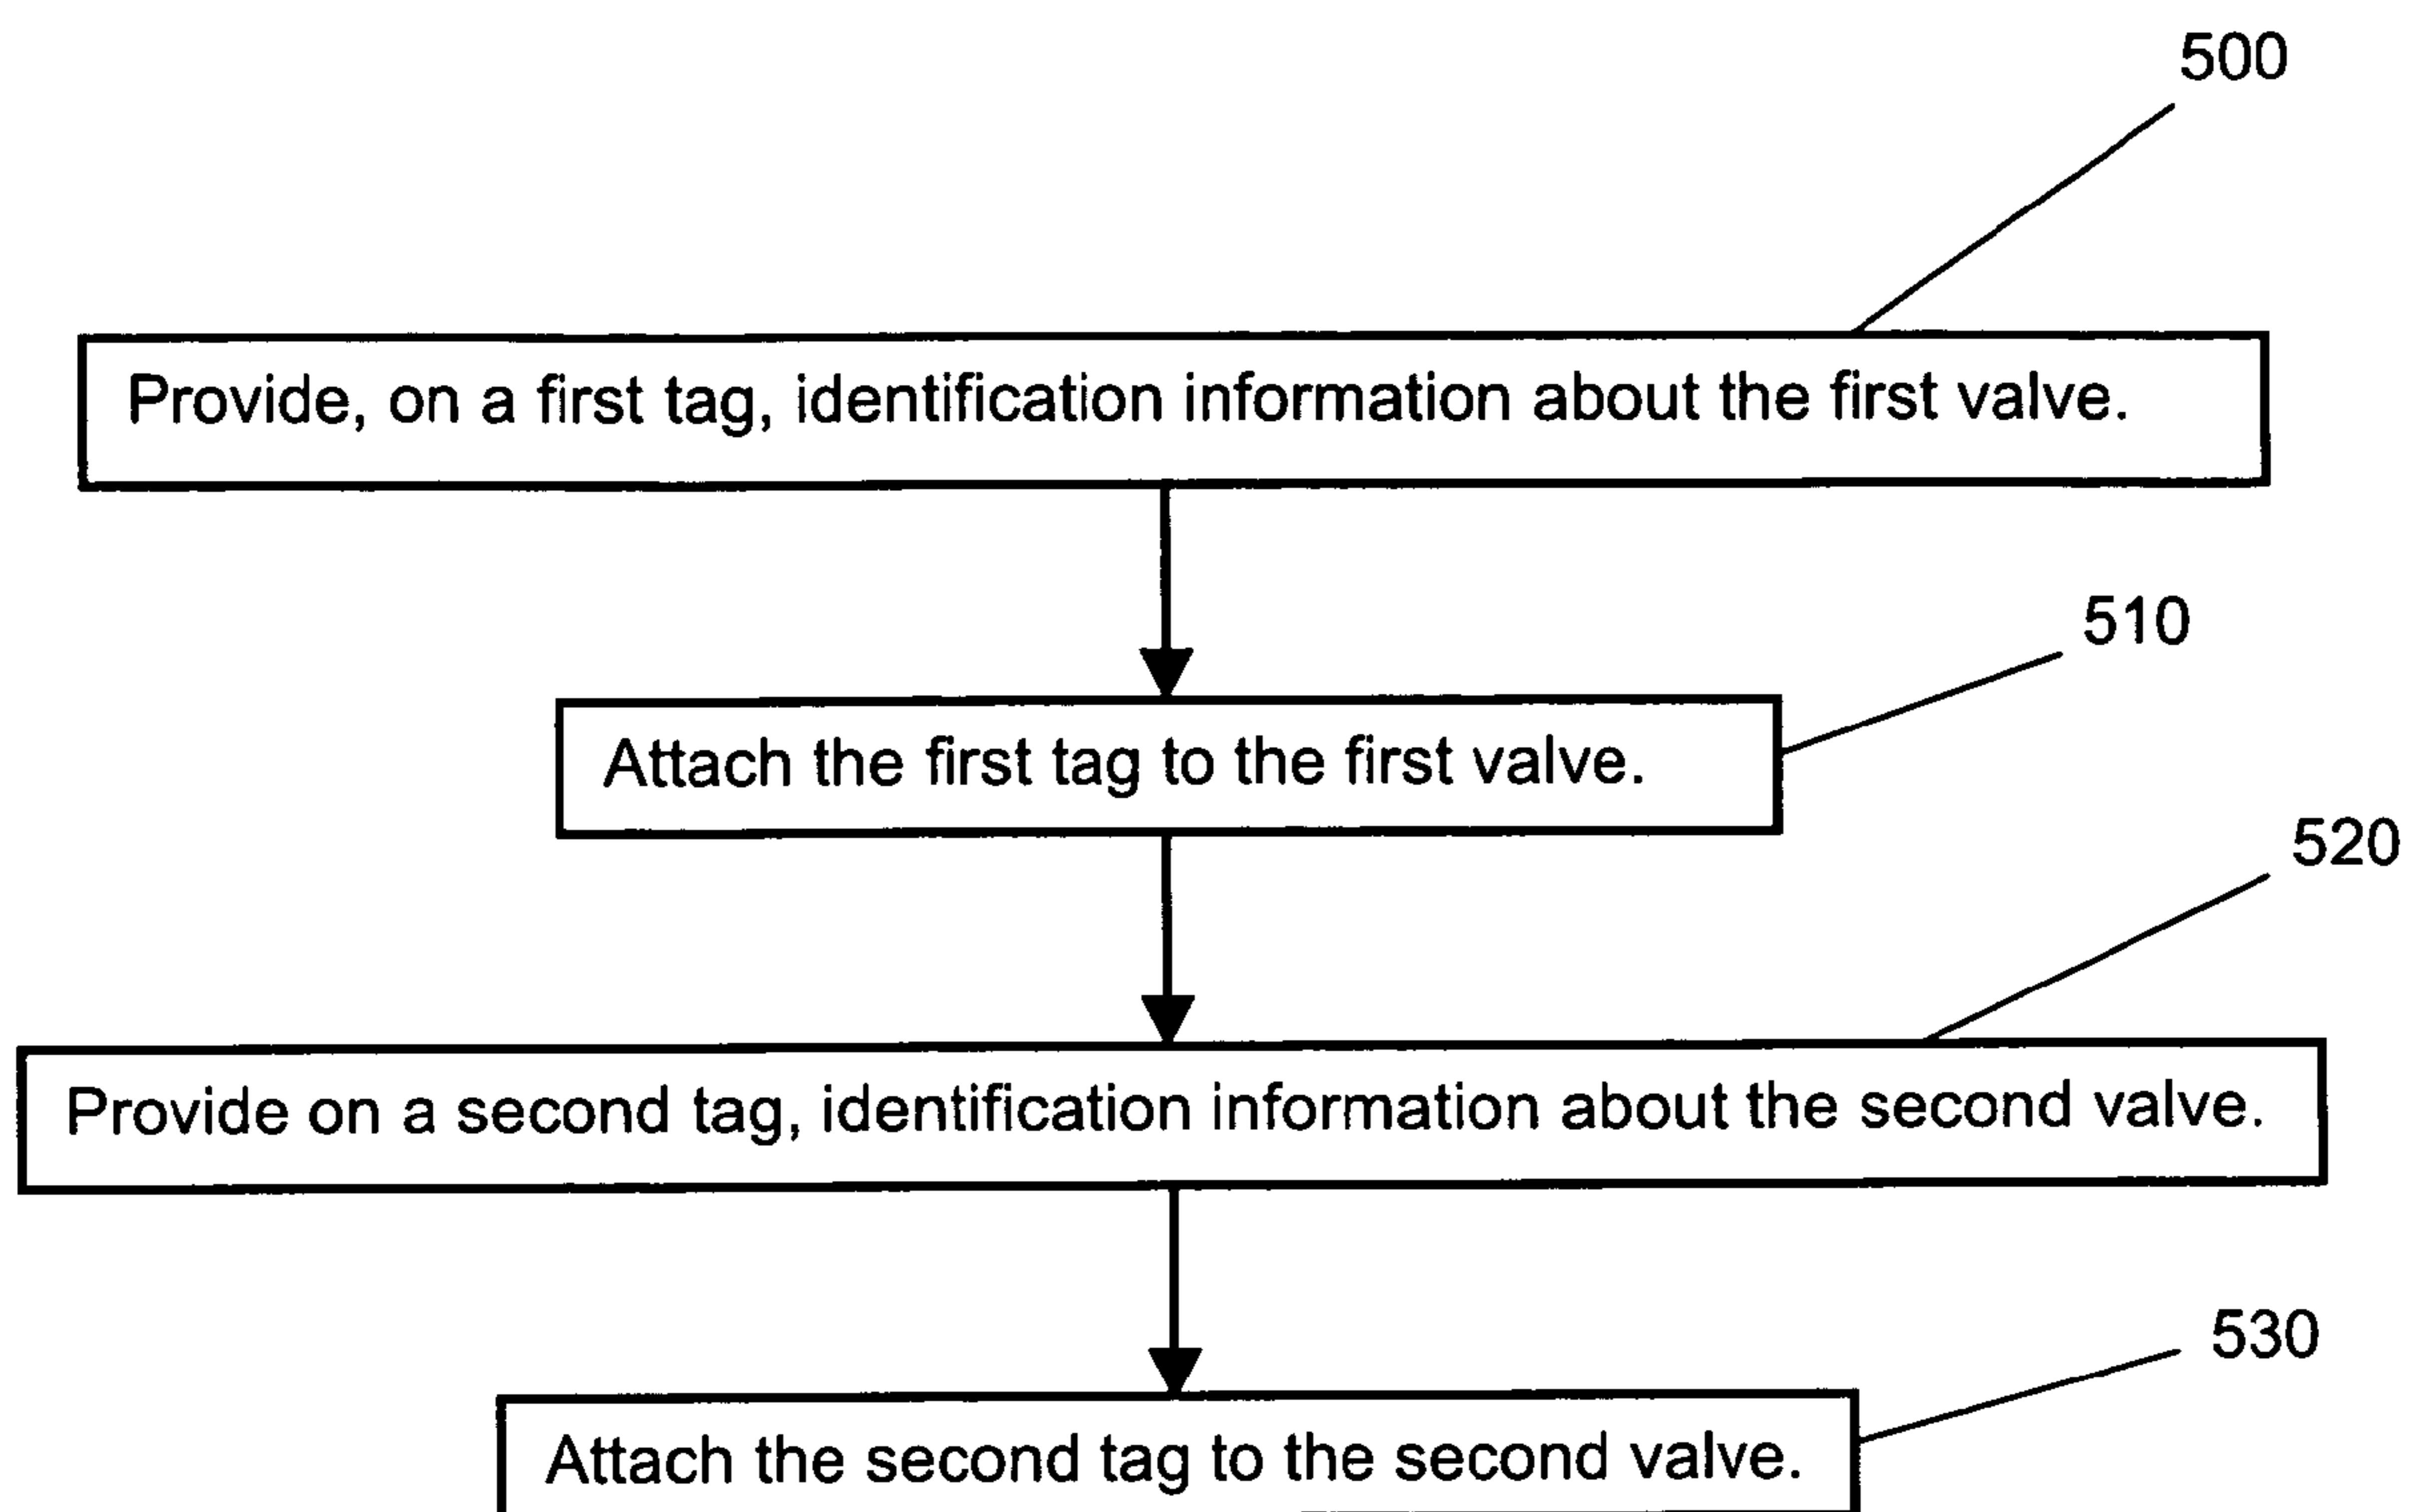 500
Provide, on a first tag, identification information about the first valve.
510
Attach the first tag to the first valve.
520
Provide on a second tag, identification information about the second valve.
530
Attach the second tag to the second valve.